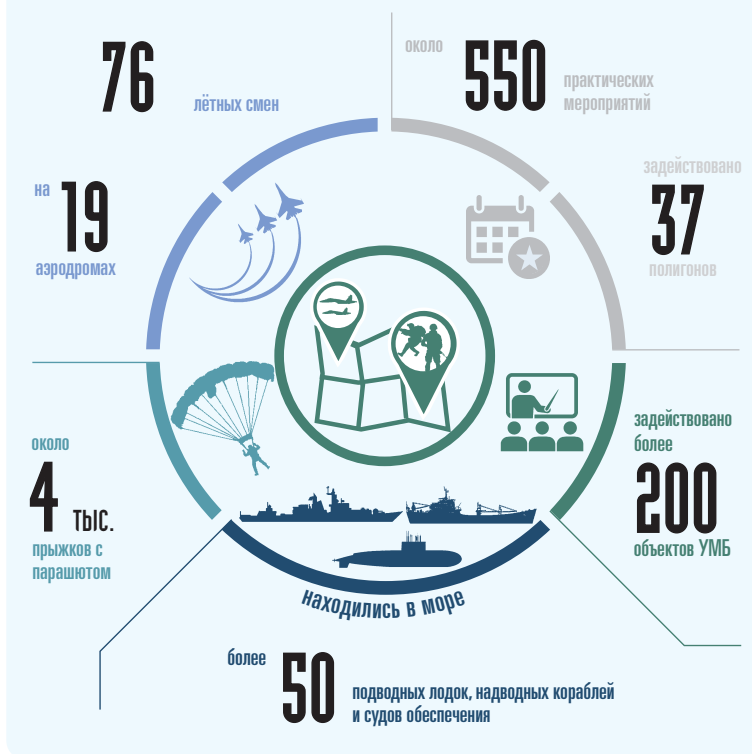 76
лётных смен
на 19
аэродромах
около 550
практических
мероприятий
задействовано
37
полигонов
около
4 тыс.
прыжков с
парашютом
задействовано
более
200
объектов УМБ
находились в море
более 50
подводных лодок, надводных кораблей
и судов обеспечения